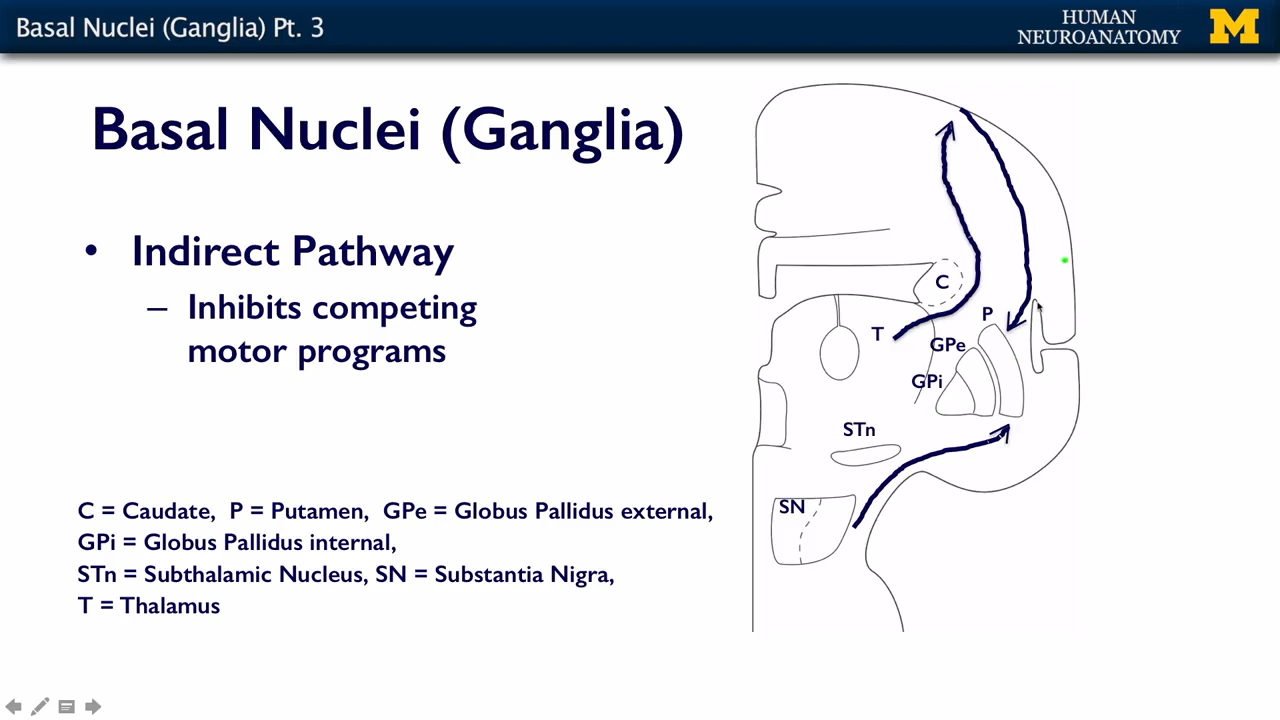 Basal Nuclei (Ganglia) Pt. 3
HUMAN
NEUROANATOMY
M
Basal Nuclei (Ganglia)
• Indirect Pathway
– Inhibits competing
motor programs
C = Caudate, P = Putamen, GPe = Globus Pallidus external,
GPi = Globus Pallidus internal,
STn = Subthalamic Nucleus, SN = Substantia Nigra,
T = Thalamus
C
P
T
GPe
GPi
STn
SN